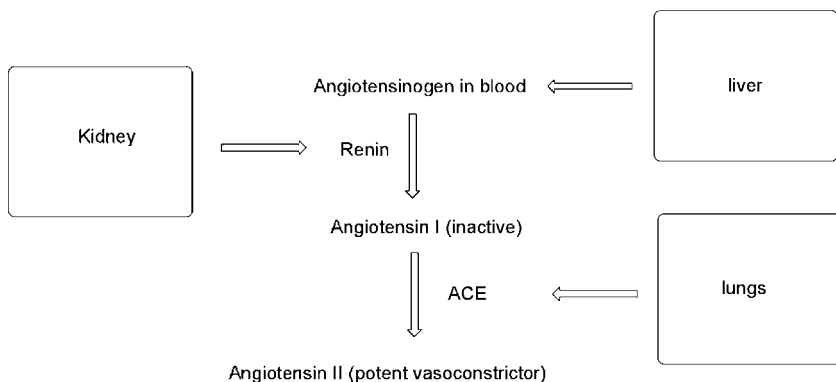 liver
Angiotensinogen in blood
Kidney
Renin
Angiotensin I (inactive)
lungs
ACE
Angiotensin II (potent vasoconstrictor)